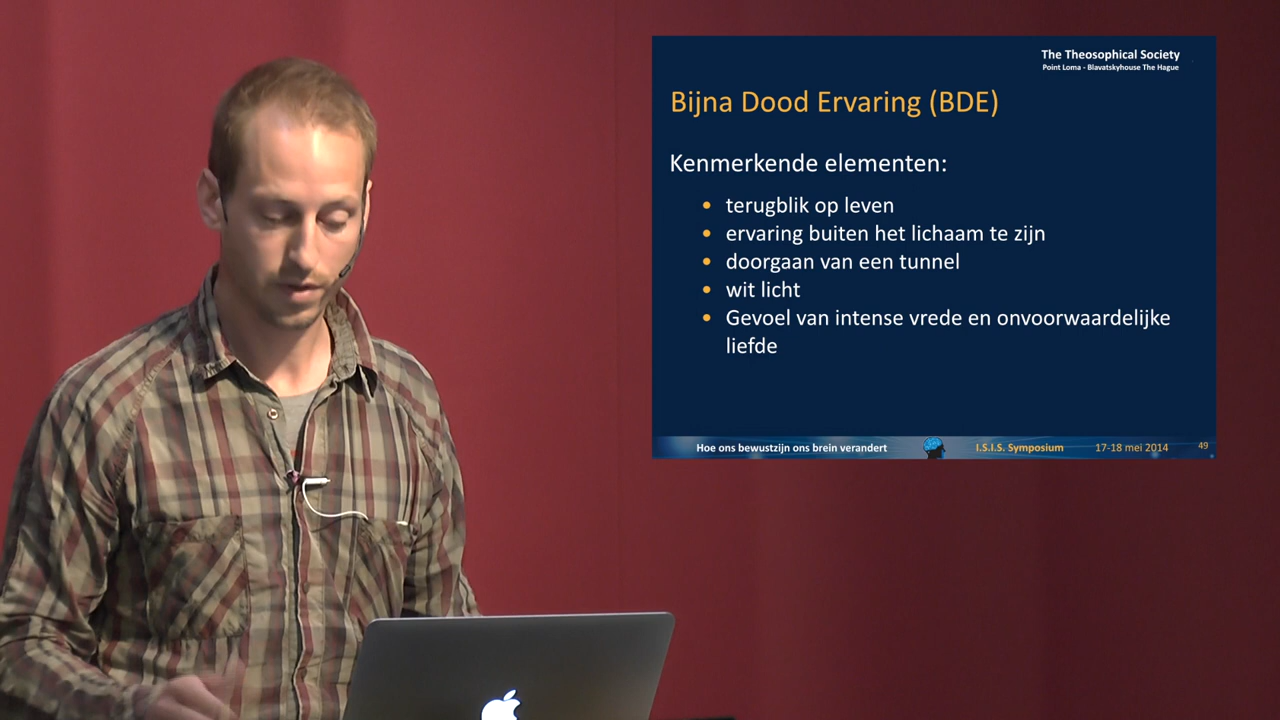 The Theosophical Society
Point Loma - Blavatskyhouse The Hague
Bijna Dood Ervaring (BDE)
Kenmerkende elementen:
• terugblik op leven
• ervaring buiten het lichaam te zijn
• doorgaan van een tunnel
• wit licht
• Gevoel van intense vrede en onvoorwaardelijke
liefde
Hoe ons bewustzijn ons brein verandert I.S.I.S. Symposium 17-18 mei 2014 49